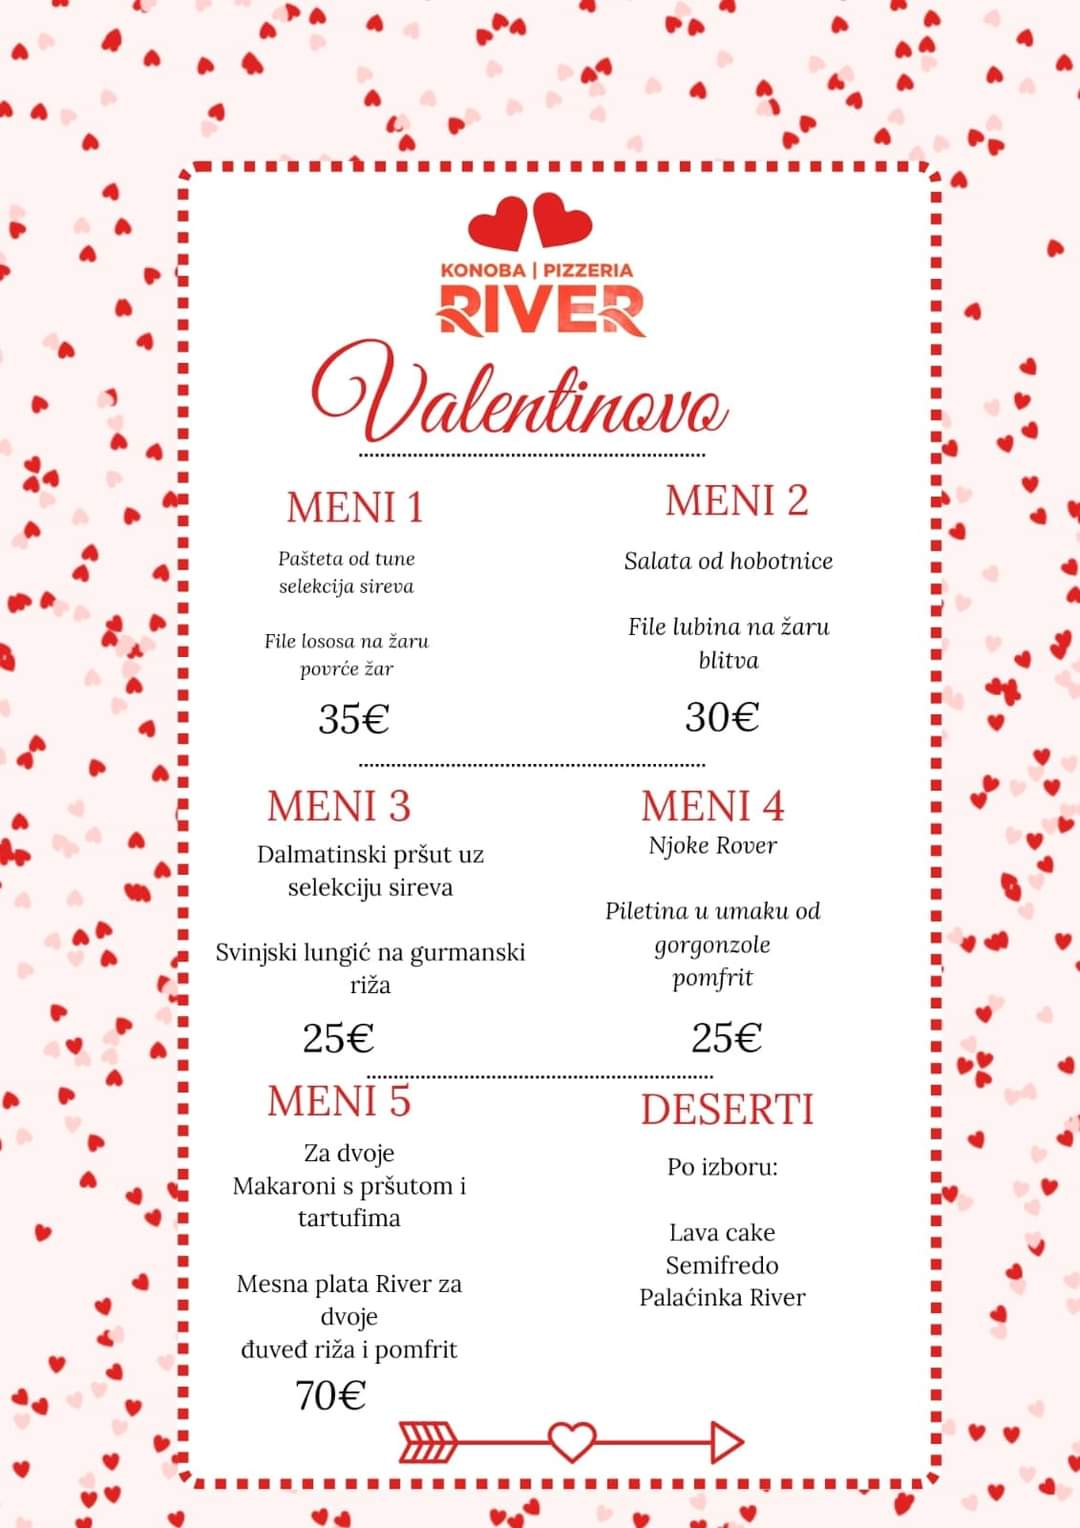 KONOBA | PIZZERIA
RIVER
Valentinovo
MENI 1
Pašteta od tune
selekcija sireva
File lososa na žaru
povrće žar
35€
MENI 2
Salata od hobotnice
File lubina na žaru
blitva
30€
MENI 3
Dalmatinski pršut uz
selekciju sireva
Svinjski lungić na gurmanski
riža
25€
MENI 4
Njoke Rover
Piletina u umaku od
gorgonzole
pomfrit
25€
MENI 5
Za dvoje
Makaroni s pršutom i
tartufima
Mesna plata River za
dvoje
đuveđ riža i pomfrit
70€
DESERTI
Po izboru:
Lava cake
Semifredo
Palaćinka River